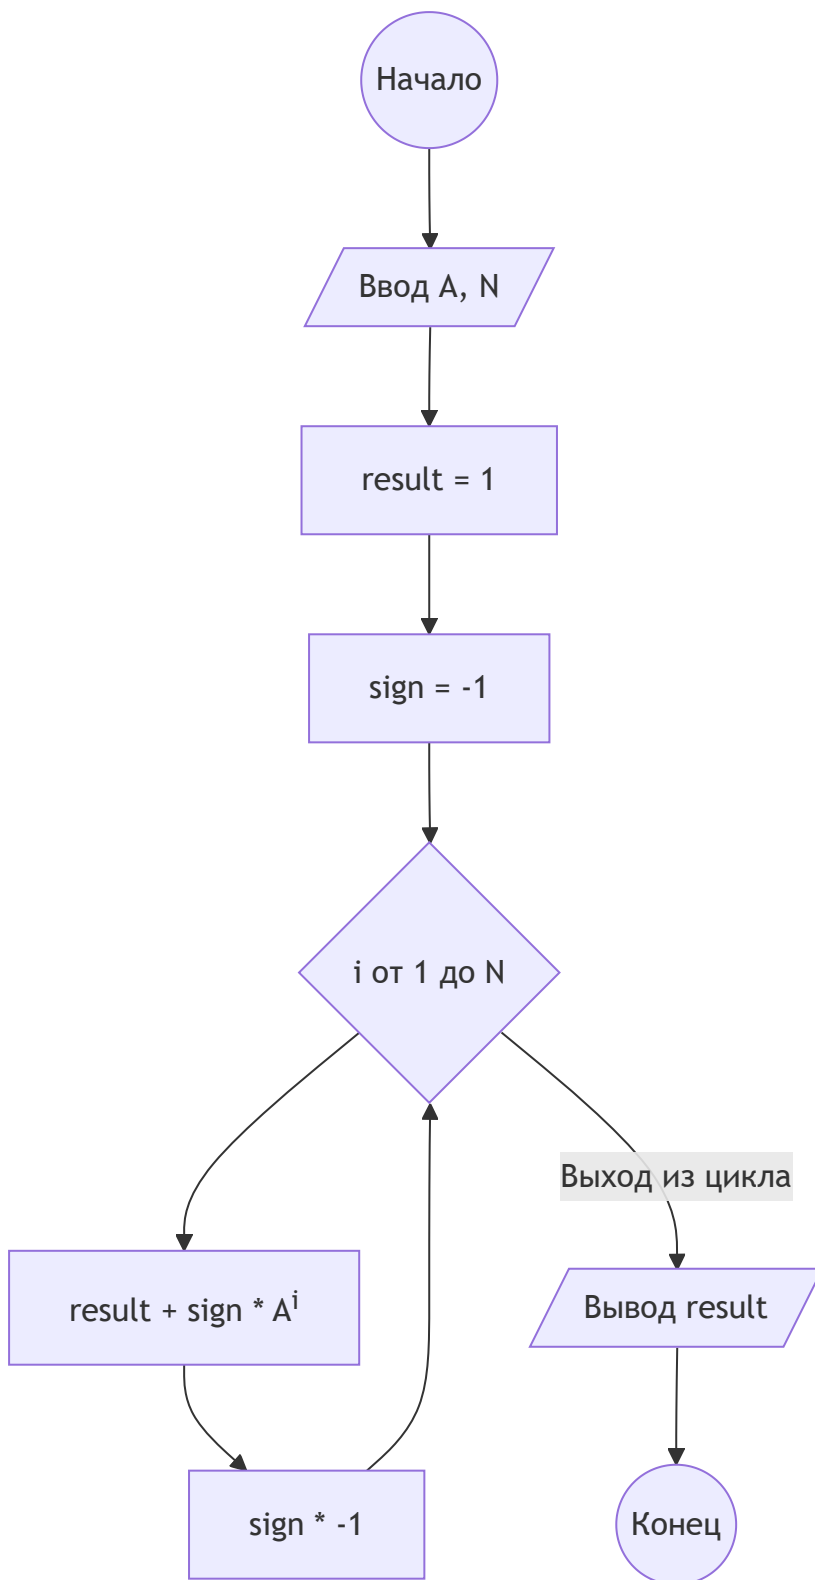 Начало
Ввод A, N
result = 1
sign = -1
i от 1 до N
Выход из цикла
result + sign * Aⁱ
Вывод result
sign * -1
Конец